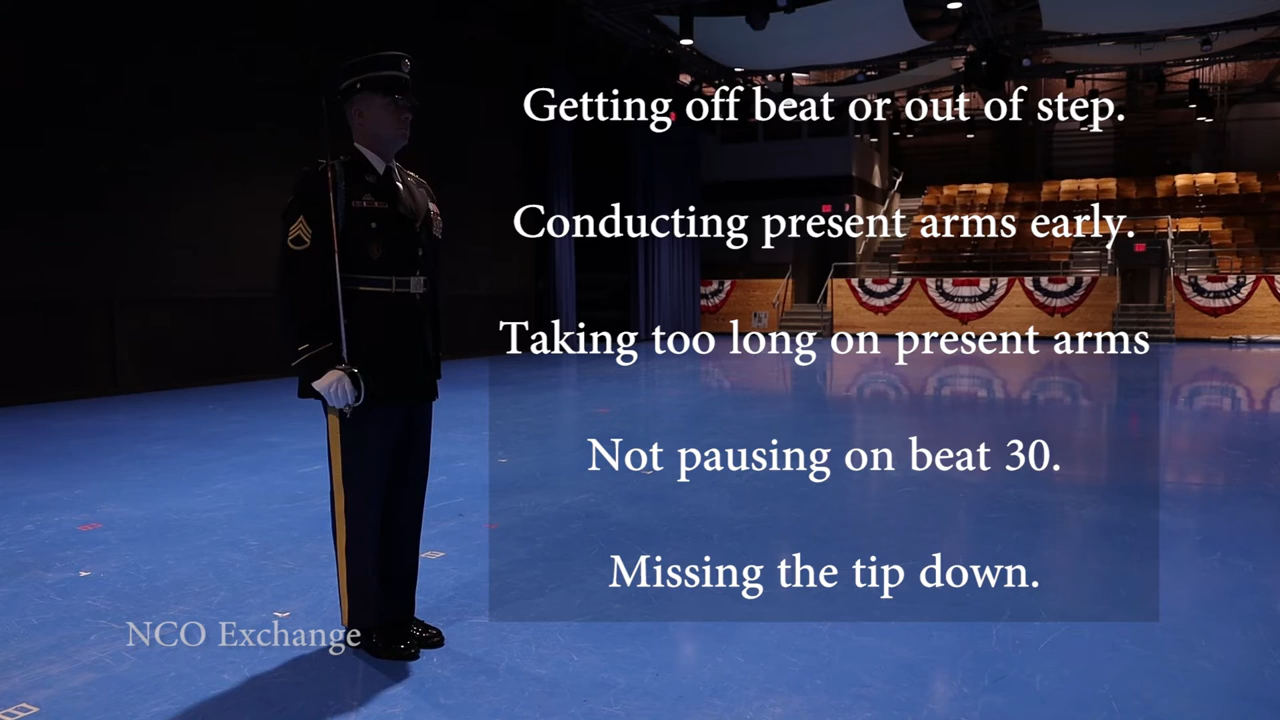 Getting off beat or out of step.
Conducting present arms early.
Taking too long on present arms
Not pausing on beat 30.
Missing the tip down.
NCO Exchange